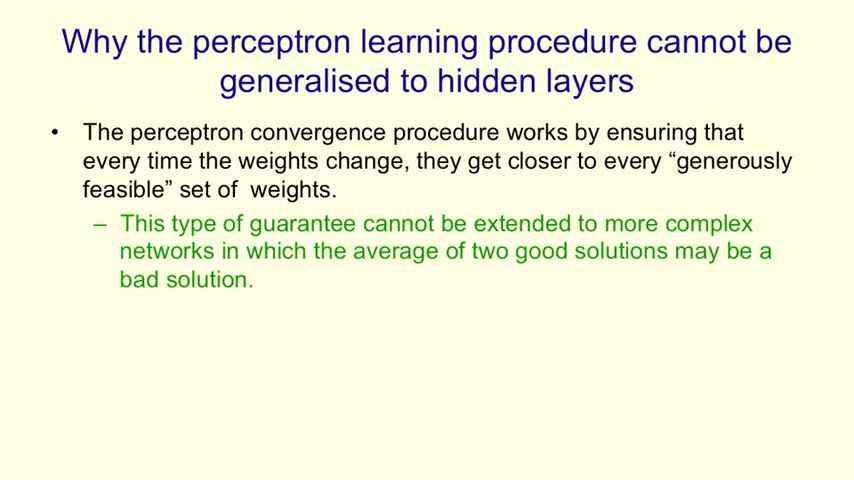 Why the perceptron learning procedure cannot be
generalised to hidden layers
• The perceptron convergence procedure works by ensuring that
every time the weights change, they get closer to every “generously
feasible” set of weights.
– This type of guarantee cannot be extended to more complex
networks in which the average of two good solutions may be a
bad solution.